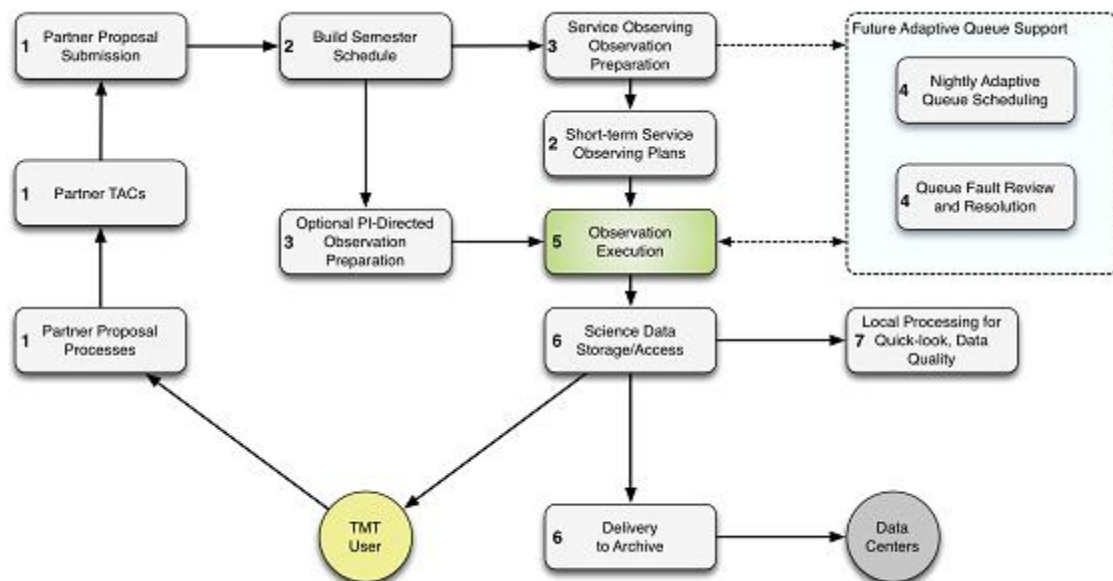 1
Partner Proposal
Submission
2
Build Semester
Schedule
3
Service Observing
Observation
Preparation
Future Adaptive Queue Support
4
Nightly Adaptive
Queue Scheduling
2
Short-term Service
Observing Plans
1
Partner TACs
4
Queue Fault Review
and Resolution
3
Optional PI-Directed
Observation
Preparation
5
Observation
Execution
1
Partner Proposal
Processes
6
Science Data
Storage/Access
7
Local Processing for
Quick-look, Data
Quality
TMT
User
6
Delivery
to Archive
Data
Centers